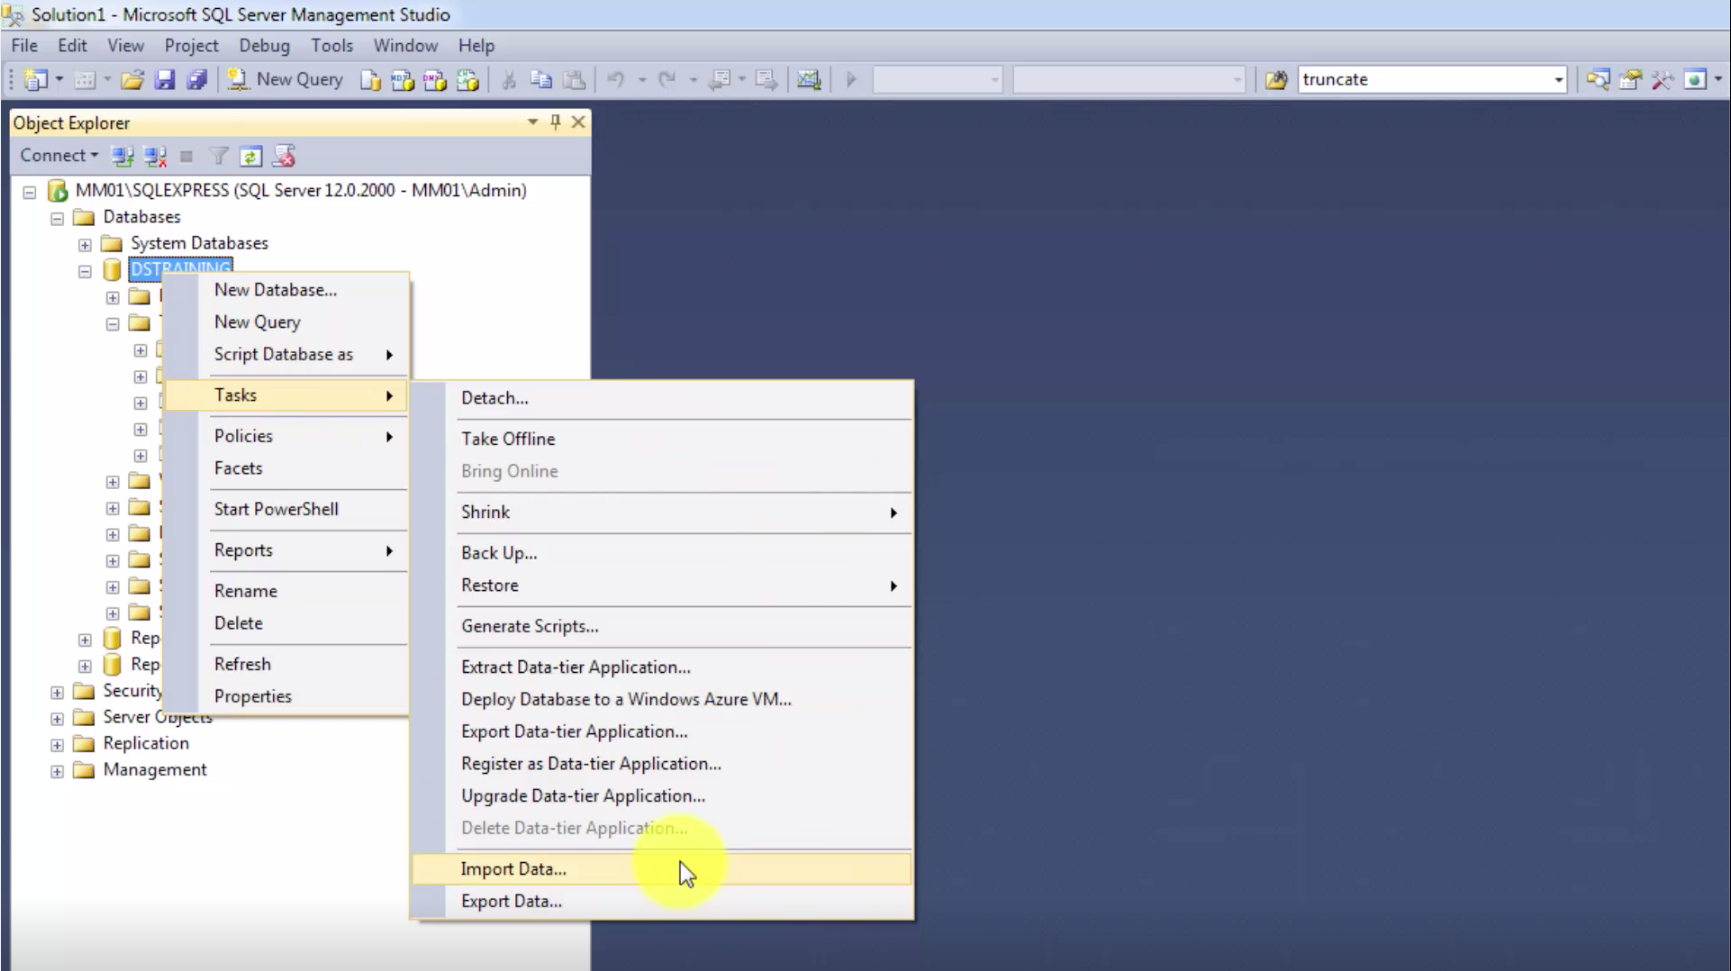 Solution1 - Microsoft SQL Server Management Studio
File Edit View Project Debug Tools Window Help
New Query
truncate
Object Explorer
Connect
MM01\SQLEXPRESS (SQL Server 12.0.2000 - MM01\Admin)
Databases
System Databases
DSTRAINING
New Database...
New Query
Script Database as
Tasks
Policies
Facets
Start PowerShell
Reports
Rename
Delete
Refresh
Properties
Detach...
Take Offline
Bring Online
Shrink
Back Up...
Restore
Generate Scripts...
Extract Data-tier Application...
Deploy Database to a Windows Azure VM...
Export Data-tier Application...
Register as Data-tier Application...
Upgrade Data-tier Application...
Delete Data-tier Application...
Import Data...
Export Data...
Rep
Rep
Security
Server Objects
Replication
Management